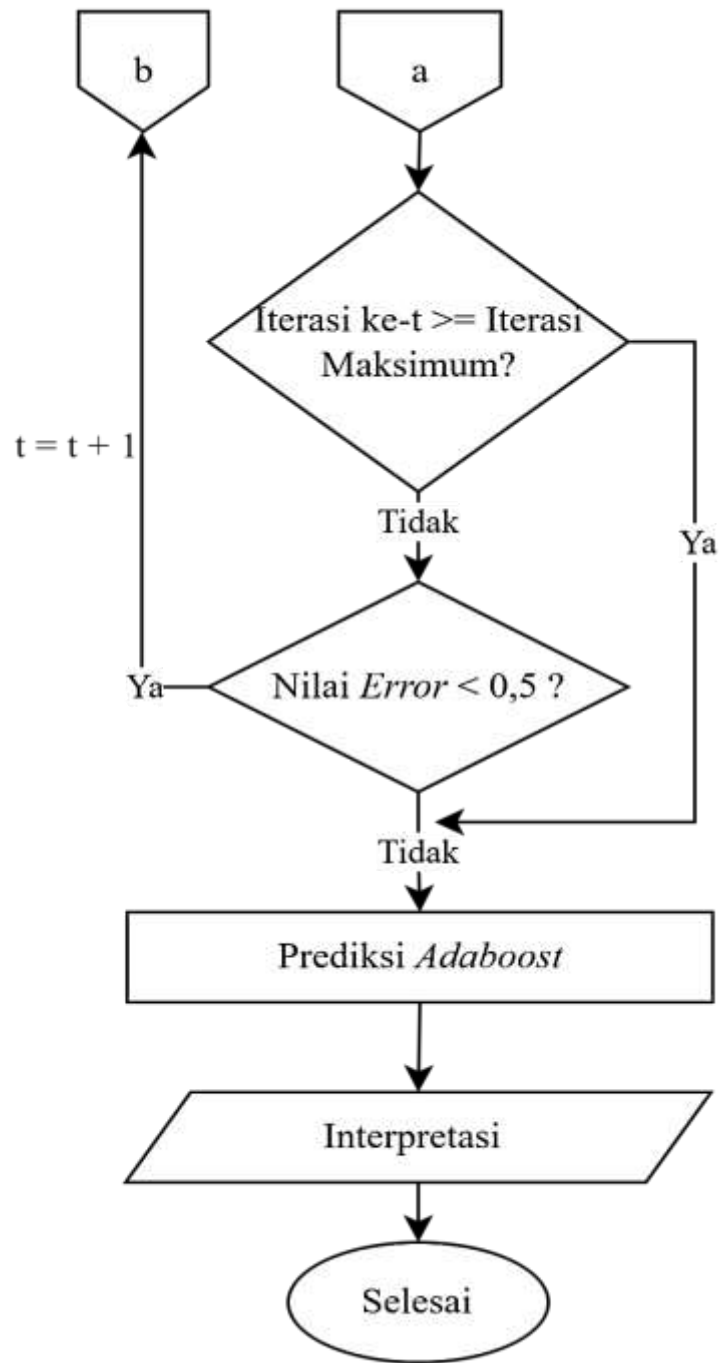 b
a
Iterasi ke-t >= Iterasi
Maksimum?
t = t + 1
Tidak
Ya
Ya
Nilai Error < 0,5 ?
Tidak
Prediksi Adaboost
Interpretasi
Selesai